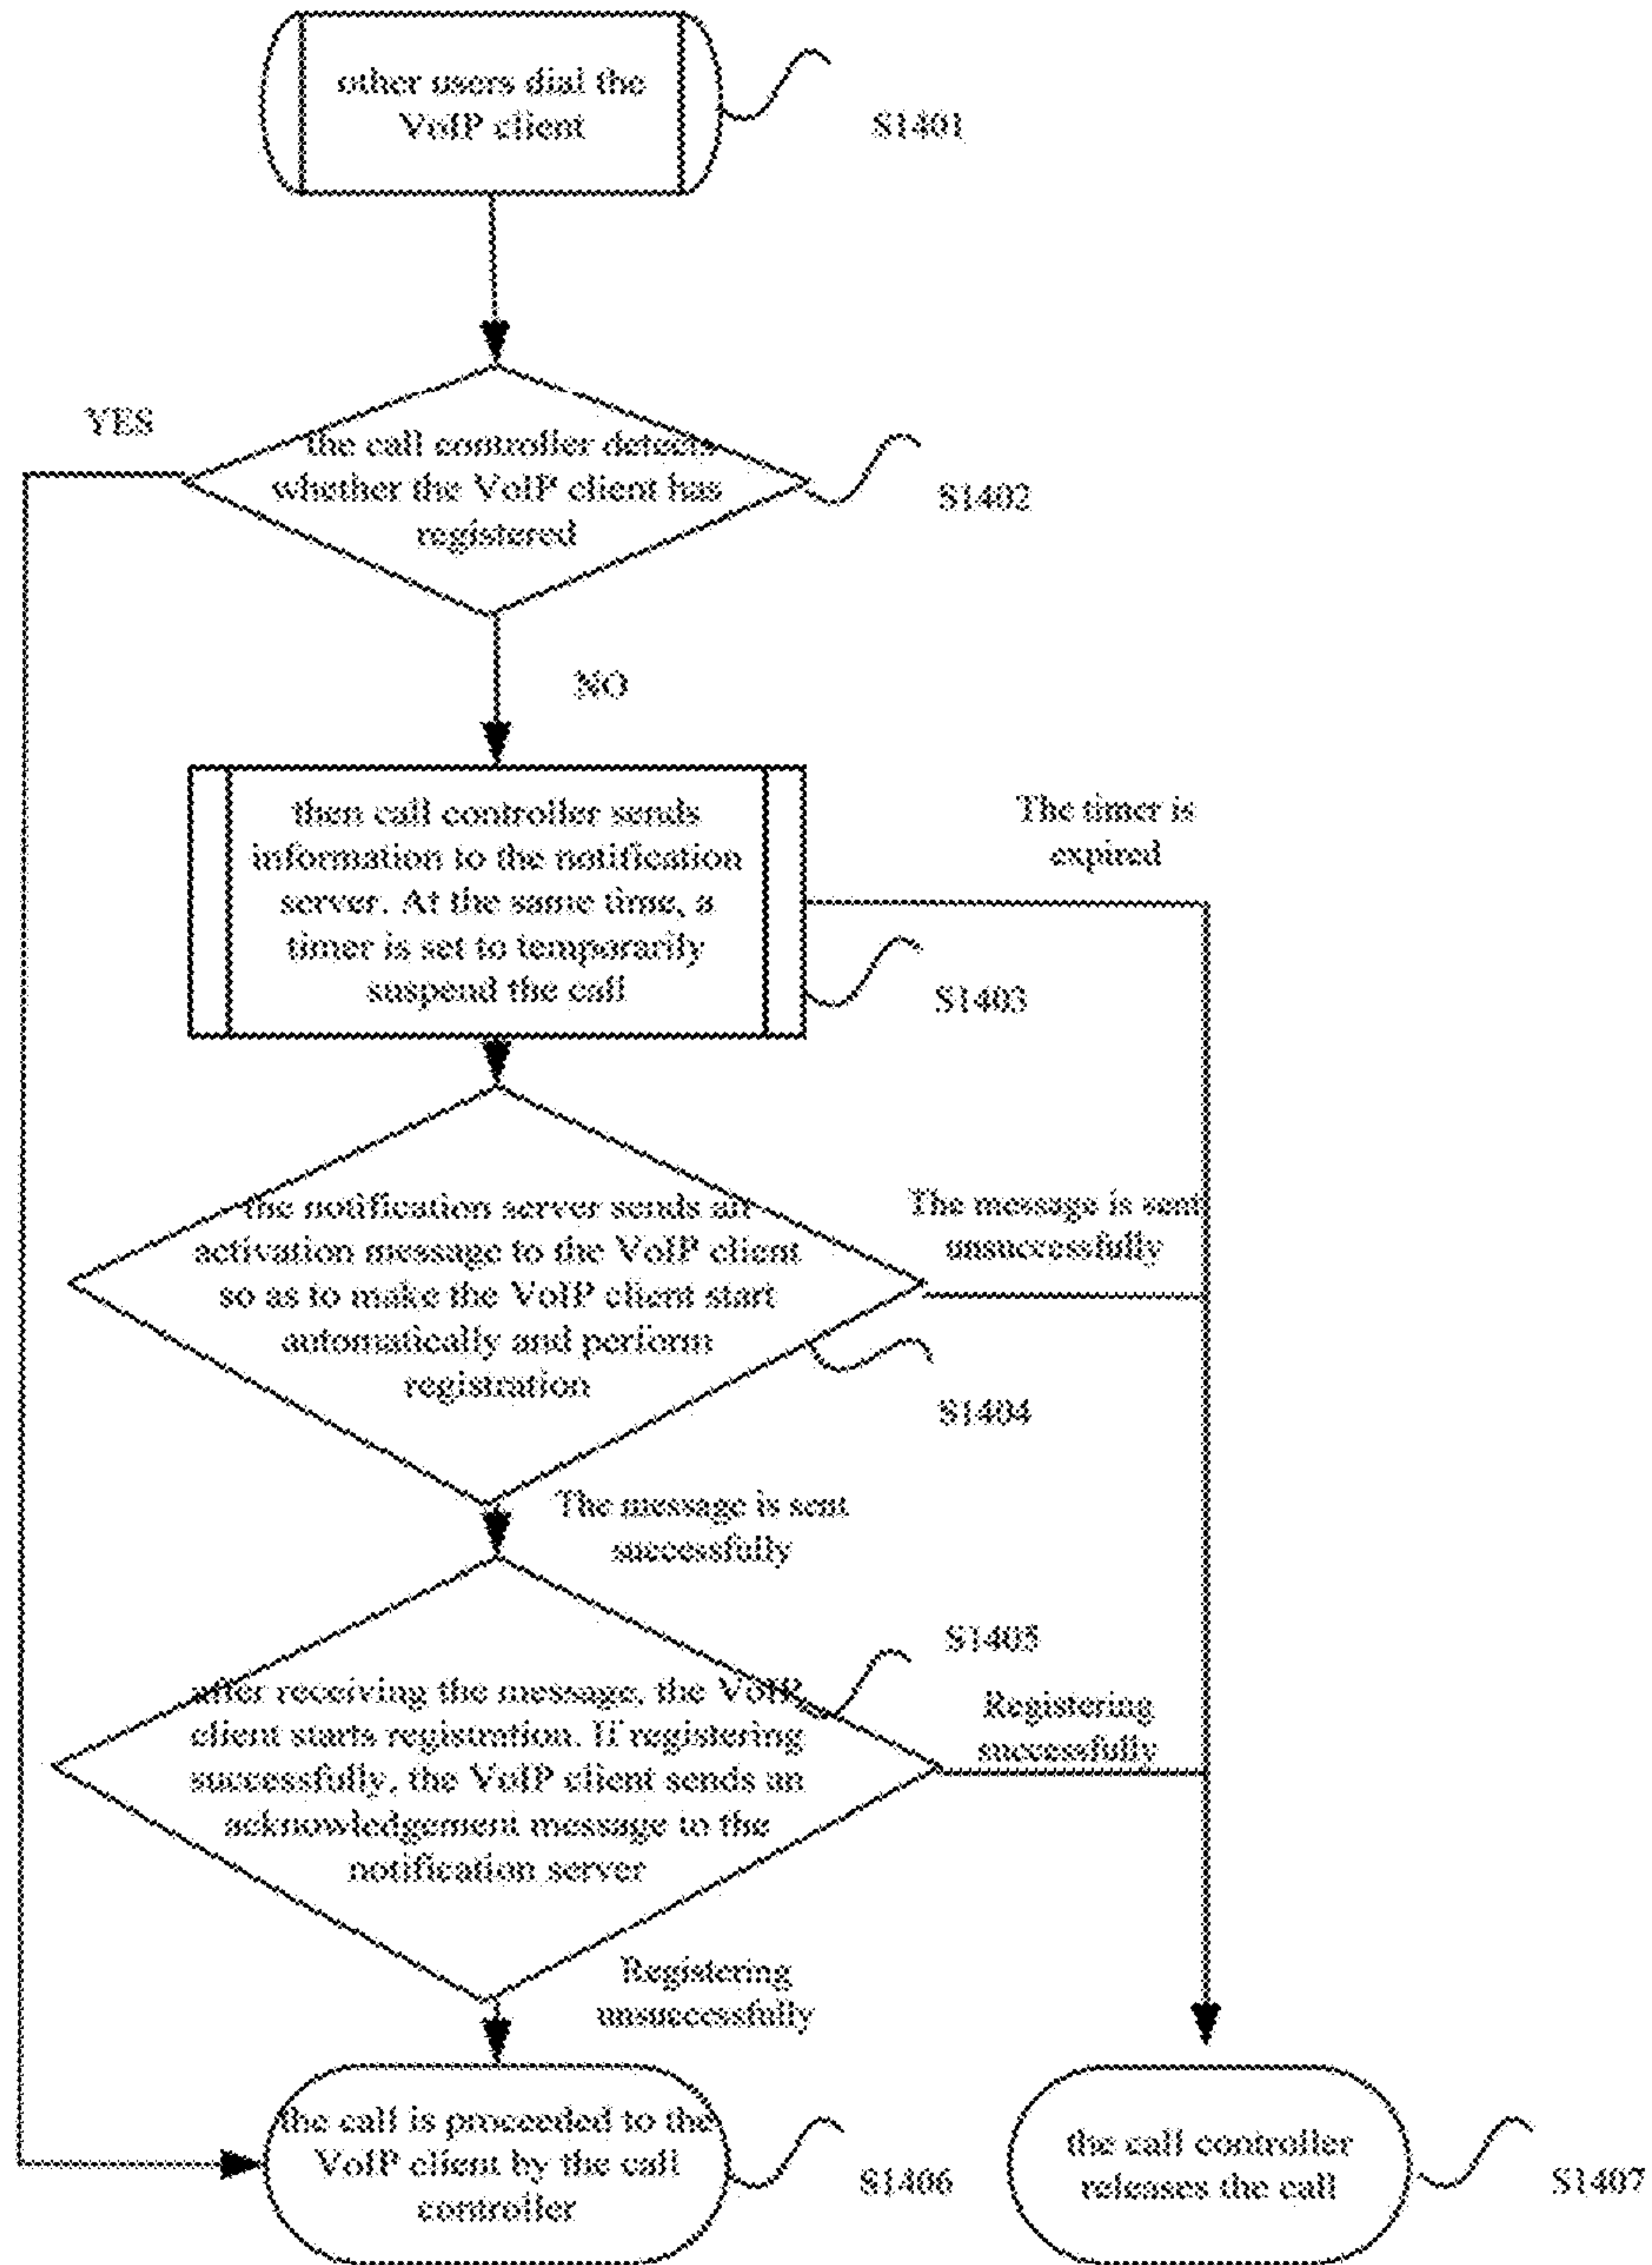 other users dial the
VoIP client
S1401
YES
the call controller detects
whether the VoIP client has
registered
S1402
NO
then call controller sends
information to the notification
server. At the same time, a
timer is set to temporarily
suspend the call
The timer is
expired
S1403
the notification server sends an
activation message to the VoIP client
so as to make the VoIP client start
automatically and perform
registration
The message is sent
unsuccessfully
S1404
The message is sent
successfully
S1405
after receiving the message, the VoIP
client starts registration. If registering
successfully, the VoIP client sends an
acknowledgement message to the
notification server
Registering
successfully
Registering
unsuccessfully
the call is proceeded to the
VoIP client by the call
controller
S1406
the call controller
releases the call
S1407